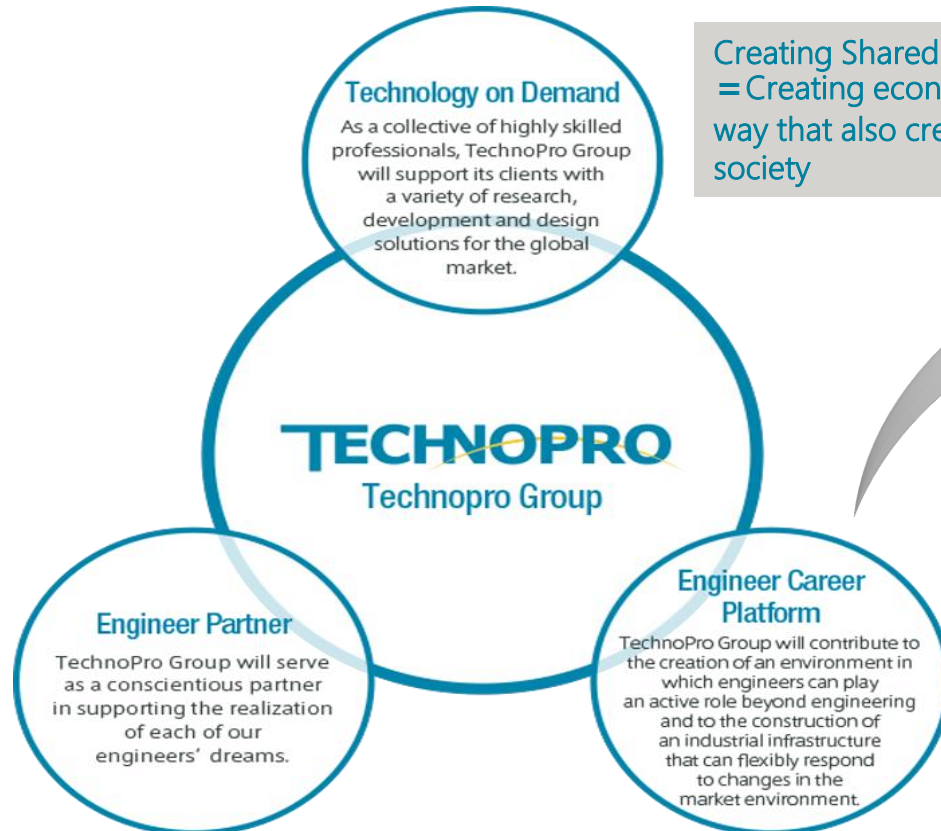 Creating Shared
=Creating econ
way that also cre
society
Technology on Demand
As a collective of highly skilled
professionals, TechnoPro Group
will support its clients with
a variety of research,
development and design
solutions for the global
market.
TECHNOPRO
Technopro Group
Engineer Partner
TechnoPro Group will serve
as a conscientious partner
in supporting the realization
of each of our
engineers’ dreams.
Engineer Career
Platform
TechnoPro Group will contribute to
the creation of an environment in
which engineers can play
an active role beyond engineering
and to the construction of
an industrial infrastructure
that can flexibly respond
to changes in the
market environment.